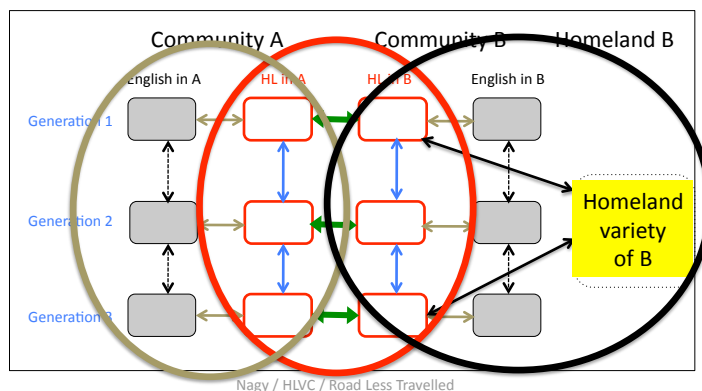 Community A
Community B
Homeland B
English in A
HL in A
HL in B
English in B
Generation 1
Generation 2
Generation 3
Homeland
variety
of B
Nagy / HLVC / Road Less Travelled